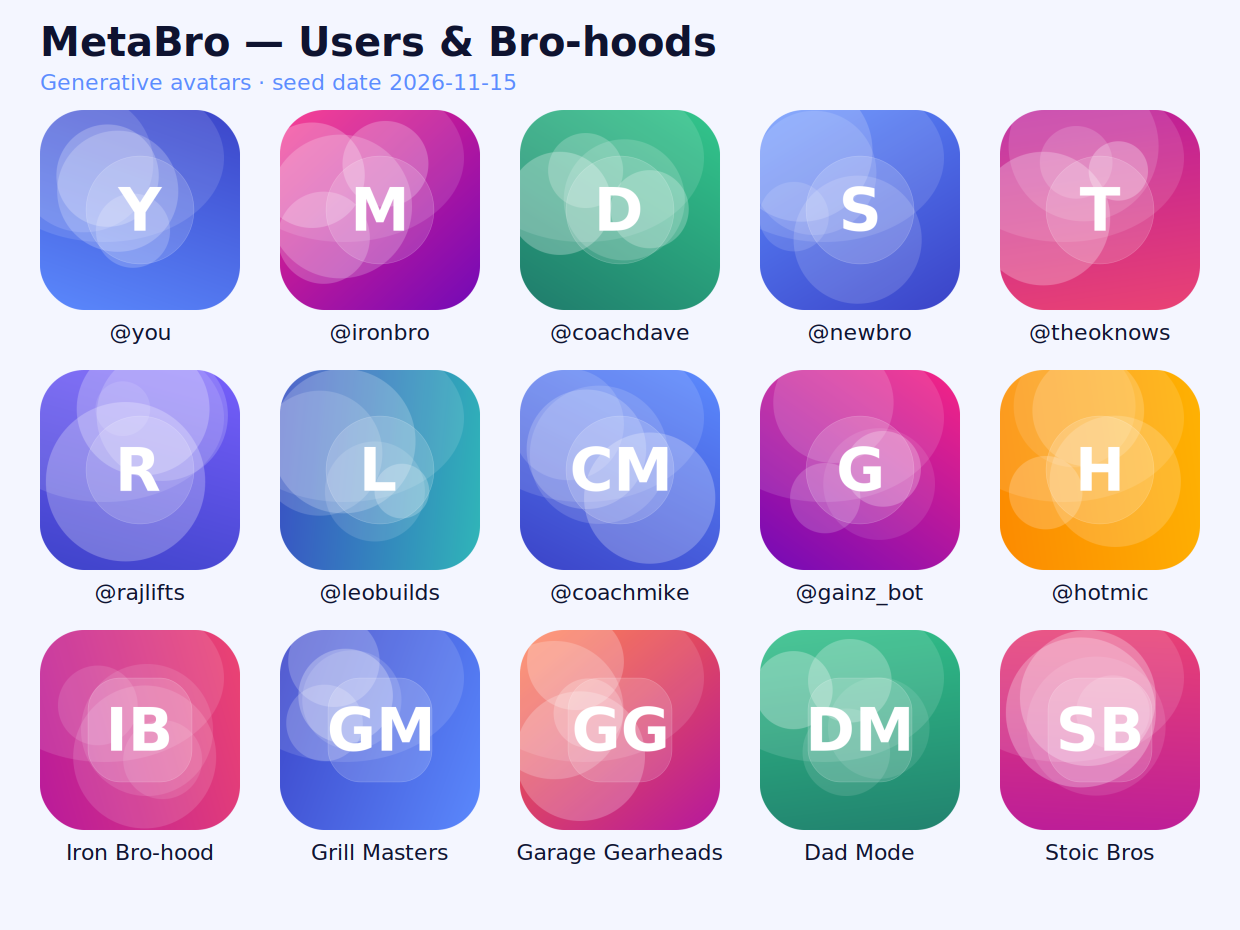 MetaBro — Users & Bro-hoods
Generative avatars · seed date 2026-11-15
Y M D S T
@you @ironbro @coachdave @newbro @theoknows
R L CM G H
@rajlifts @leobuilds @coachmike @gainz_bot @hotmic
IB GM GG DM SB
Iron Bro-hood Grill Masters Garage Gearheads Dad Mode Stoic Bros